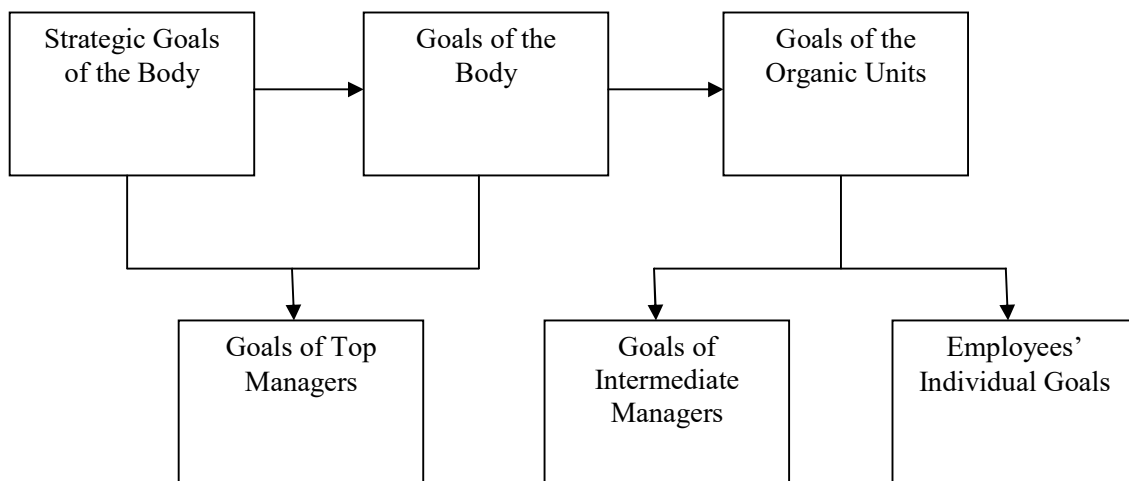 Strategic Goals
of the Body
Goals of the
Body
Goals of the
Organic Units
Goals of Top
Managers
Goals of
Intermediate
Managers
Employees’
Individual Goals